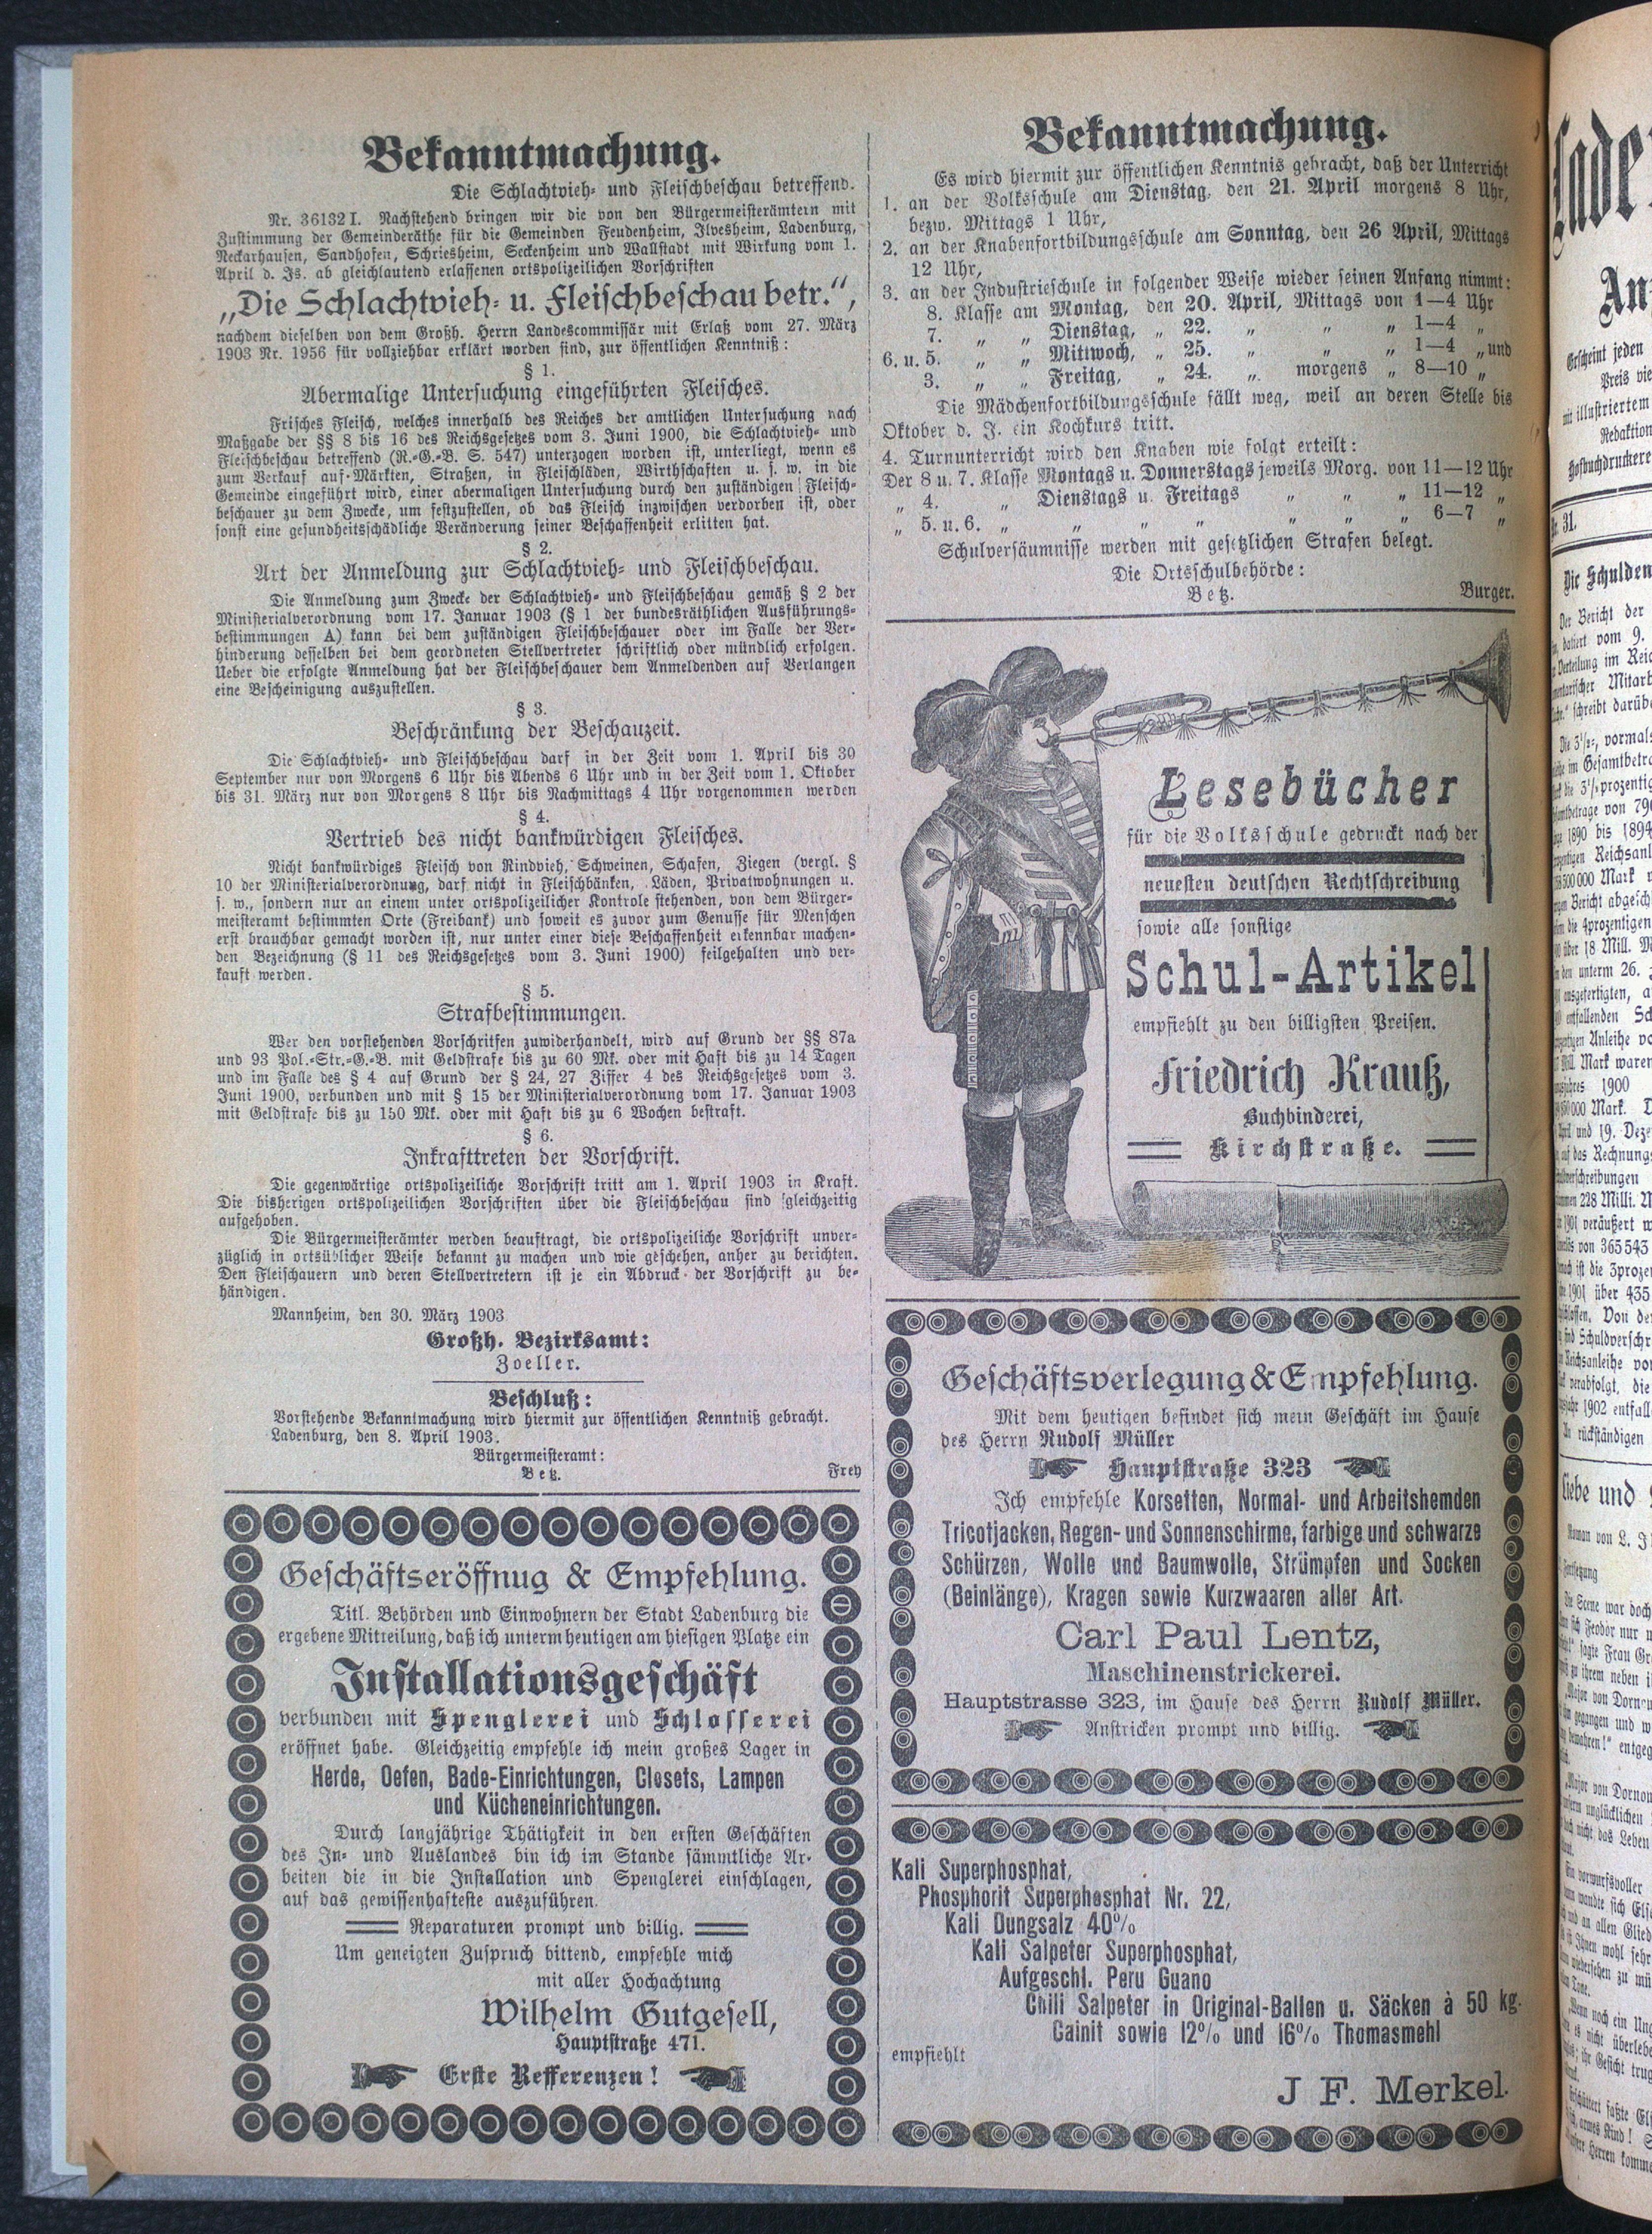 Bekanntmachung.
Die Schlachtvieh- und Fleischbeschau betreffend.
Nr. 36132 I. Nachstehend bringen wir die von den Bürgermeisterämtern mit
Zustimmung der Gemeinderäthe für die Gemeinden Feudenheim, Ilvesheim, Ladenburg,
Neckarhausen, Sandhofen, Schriesheim, Seckenheim und Wallstadt mit Wirkung vom 1.
April d. Js. ab gleichlautend erlassenen ortspolizeilichen Vorschriften
„Die Schlachtvieh- u. Fleischbeschau betr.“,
nachdem dieselben von dem Großh. Herrn Landescommissär mit Erlaß vom 27. März
1903 Nr. 1956 für vollziehbar erklärt worden sind, zur öffentlichen Kenntniß:
§ 1.
Abermalige Untersuchung eingeführten Fleisches.
Frisches Fleisch, welches innerhalb des Reiches der amtlichen Untersuchung nach
Maßgabe der §§ 8 bis 16 des Reichsgesetzes vom 3. Juni 1900, die Schlachtvieh- und
Fleischbeschau betreffend (R.-G.-B. S. 547) unterzogen worden ist, unterliegt, wenn es
zum Verkauf auf Märkten, Straßen, in Fleischläden, Wirthschaften u. s. w. in die
Gemeinde eingeführt wird, einer abermaligen Untersuchung durch den zuständigen Fleisch-
beschauer zu dem Zwecke, um festzustellen, ob das Fleisch inzwischen verdorben ist, oder
sonst eine gesundheitsschädliche Veränderung seiner Beschaffenheit erlitten hat.
§ 2.
Art der Anmeldung zur Schlachtvieh- und Fleischbeschau.
Die Anmeldung zum Zwecke der Schlachtvieh- und Fleischbeschau gemäß § 2 der
Ministerialverordnung vom 17. Januar 1903 (§ 1 der bundesräthlichen Ausführungs-
bestimmungen A) kann bei dem zuständigen Fleischbeschauer oder im Falle der Ver-
hinderung desselben bei dem geordneten Stellvertreter schriftlich oder mündlich erfolgen.
Ueber die erfolgte Anmeldung hat der Fleischbeschauer dem Anmeldenden auf Verlangen
eine Bescheinigung auszustellen.
§ 3.
Beschränkung der Beschauzeit.
Die Schlachtvieh- und Fleischbeschau darf in der Zeit vom 1. April bis 30
September nur von Morgens 6 Uhr bis Abends 6 Uhr und in der Zeit vom 1. Oktober
bis 31. März nur von Morgens 8 Uhr bis Nachmittags 4 Uhr vorgenommen werden
§ 4.
Vertrieb des nicht bankwürdigen Fleisches.
Nicht bankwürdiges Fleisch von Rindvieh, Schweinen, Schafen, Ziegen (vergl. §
10 der Ministerialverordnung, darf nicht in Fleischbänken, Läden, Privatwohnungen u.
s. w., sondern nur an einem unter ortspolizeilicher Kontrole stehenden, von dem Bürger-
meisteramt bestimmten Orte (Freibank) und soweit es zuvor zum Genusse für Menschen
erst brauchbar gemacht worden ist, nur unter einer diese Beschaffenheit erkennbar machen-
den Bezeichnung (§ 11 des Reichsgesetzes vom 3. Juni 1900) feilgehalten und ver-
kauft werden.
§ 5.
Strafbestimmungen.
Wer den vorstehenden Vorschritfen zuwiderhandelt, wird auf Grund der §§ 87a
und 93 Pol.-Str.-G.-B. mit Geldstrafe bis zu 60 Mk. oder mit Haft bis zu 14 Tagen
und im Falle des § 4 auf Grund der § 24, 27 Ziffer 4 des Reichsgesetzes vom 3.
Juni 1900, verbunden und mit § 15 der Ministerialverordnung vom 17. Januar 1903
mit Geldstrafe bis zu 150 Mk. oder mit Haft bis zu 6 Wochen bestraft.
§ 6.
Inkrafttreten der Vorschrift.
Die gegenwärtige ortspolizeiliche Vorschrift tritt am 1. April 1903 in Kraft.
Die bisherigen ortspolizeilichen Vorschriften über die Fleischbeschau sind gleichzeitig
aufgehoben.
Die Bürgermeisterämter werden beauftragt, die ortspolizeiliche Vorschrift unver-
züglich in ortsüblicher Weise bekannt zu machen und wie geschehen, anher zu berichten.
Den Fleischauern und deren Stellvertretern ist je ein Abdruck der Vorschrift zu be-
händigen.
Mannheim, den 30. März 1903
Großh. Bezirksamt:
Zoeller.
Beschluß:
Vorstehende Bekanntmachung wird hiermit zur öffentlichen Kenntniß gebracht.
Ladenburg, den 8. April 1903.
Bürgermeisteramt:
Betz. Frey
Geschäftseröffnug & Empfehlung.
Titl. Behörden und Einwohnern der Stadt Ladenburg die
ergebene Mitteilung, daß ich unterm heutigen am hiesigen Platze ein
Installationsgeschäft
verbunden mit Spenglerei und Schlosserei
eröffnet habe. Gleichzeitig empfehle ich mein großes Lager in
Herde, Oefen, Bade-Einrichtungen, Closets, Lampen
und Kücheneinrichtungen.
Durch langjährige Thätigkeit in den ersten Geschäften
des In- und Auslandes bin ich im Stande sämmtliche Ar-
beiten die in die Installation und Spenglerei einschlagen,
auf das gewissenhafteste auszuführen.
Reparaturen prompt und billig.
Um geneigten Zuspruch bittend, empfehle mich
mit aller Hochachtung
Wilhelm Gutgesell,
Hauptstraße 471.
Erste Refferenzen!
Bekanntmachung.
Es wird hiermit zur öffentlichen Kenntnis gebracht, daß der Unterricht
1. an der Volksschule am Dienstag, den 21. April morgens 8 Uhr,
bezw. Mittags 1 Uhr,
2. an der Knabenfortbildungsschule am Sonntag, den 26 April, Mittags
12 Uhr,
3. an der Industrieschule in folgender Weise wieder seinen Anfang nimmt:
8. Klasse am Montag, den 20. April, Mittags von 1—4 Uhr
7. „ „ Dienstag, „ 22. „ „ „ 1—4 „
6. u. 5. „ „ Mittwoch, „ 25. „ „ „ 1—4 „ und
3. „ „ Freitag, „ 24. „ morgens „ 8—10 „
Die Mädchenfortbildungsschule fällt weg, weil an deren Stelle bis
Oktober d. J. ein Kochkurs tritt.
4. Turnunterricht wird den Knaben wie folgt erteilt:
Der 8 u. 7. Klasse Montags u. Donnerstags jeweils Morg. von 11—12 Uhr
„ 4. „ Dienstags u. Freitags „ „ „ 11—12 „
„ 5. u. 6. „ „ „ „ „ „ „ 6—7 „
Schulversäumnisse werden mit gesetzlichen Strafen belegt.
Die Ortsschulbehörde:
Betz. Burger.
Lesebücher
für die Volksschule gedruckt nach der
neuesten deutschen Rechtschreibung
sowie alle sonstige
Schul-Artikel
empfiehlt zu den billigsten Preisen.
Friedrich Krauß,
Buchbinderei,
Kirchstraße.
Geschäftsverlegung & Empfehlung.
Mit dem heutigen befindet sich mein Geschäft im Hause
des Herrn Rudolf Müller
Hauptstraße 323
Ich empfehle Korsetten, Normal- und Arbeitshemden
Tricotjacken, Regen- und Sonnenschirme, farbige und schwarze
Schürzen, Wolle und Baumwolle, Strümpfen und Socken
(Beinlänge), Kragen sowie Kurzwaaren aller Art.
Carl Paul Lentz,
Maschinenstrickerei.
Hauptstrasse 323, im Hause des Herrn Rudolf Müller.
Anstricken prompt und billig.
Kali Superphosphat,
Phosphorit Superphosphat Nr. 22,
Kali Dungsalz 40%
Kali Salpeter Superphosphat,
Aufgeschl. Peru Guano
Chili Salpeter in Original-Ballen u. Säcken à 50 kg.
Cainit sowie 12% und 16% Thomasmehl
empfiehlt
J F. Merkel.
Erscheint jeden
mit illustriertem
Redaktion
Nr. 31.
Der Bericht der